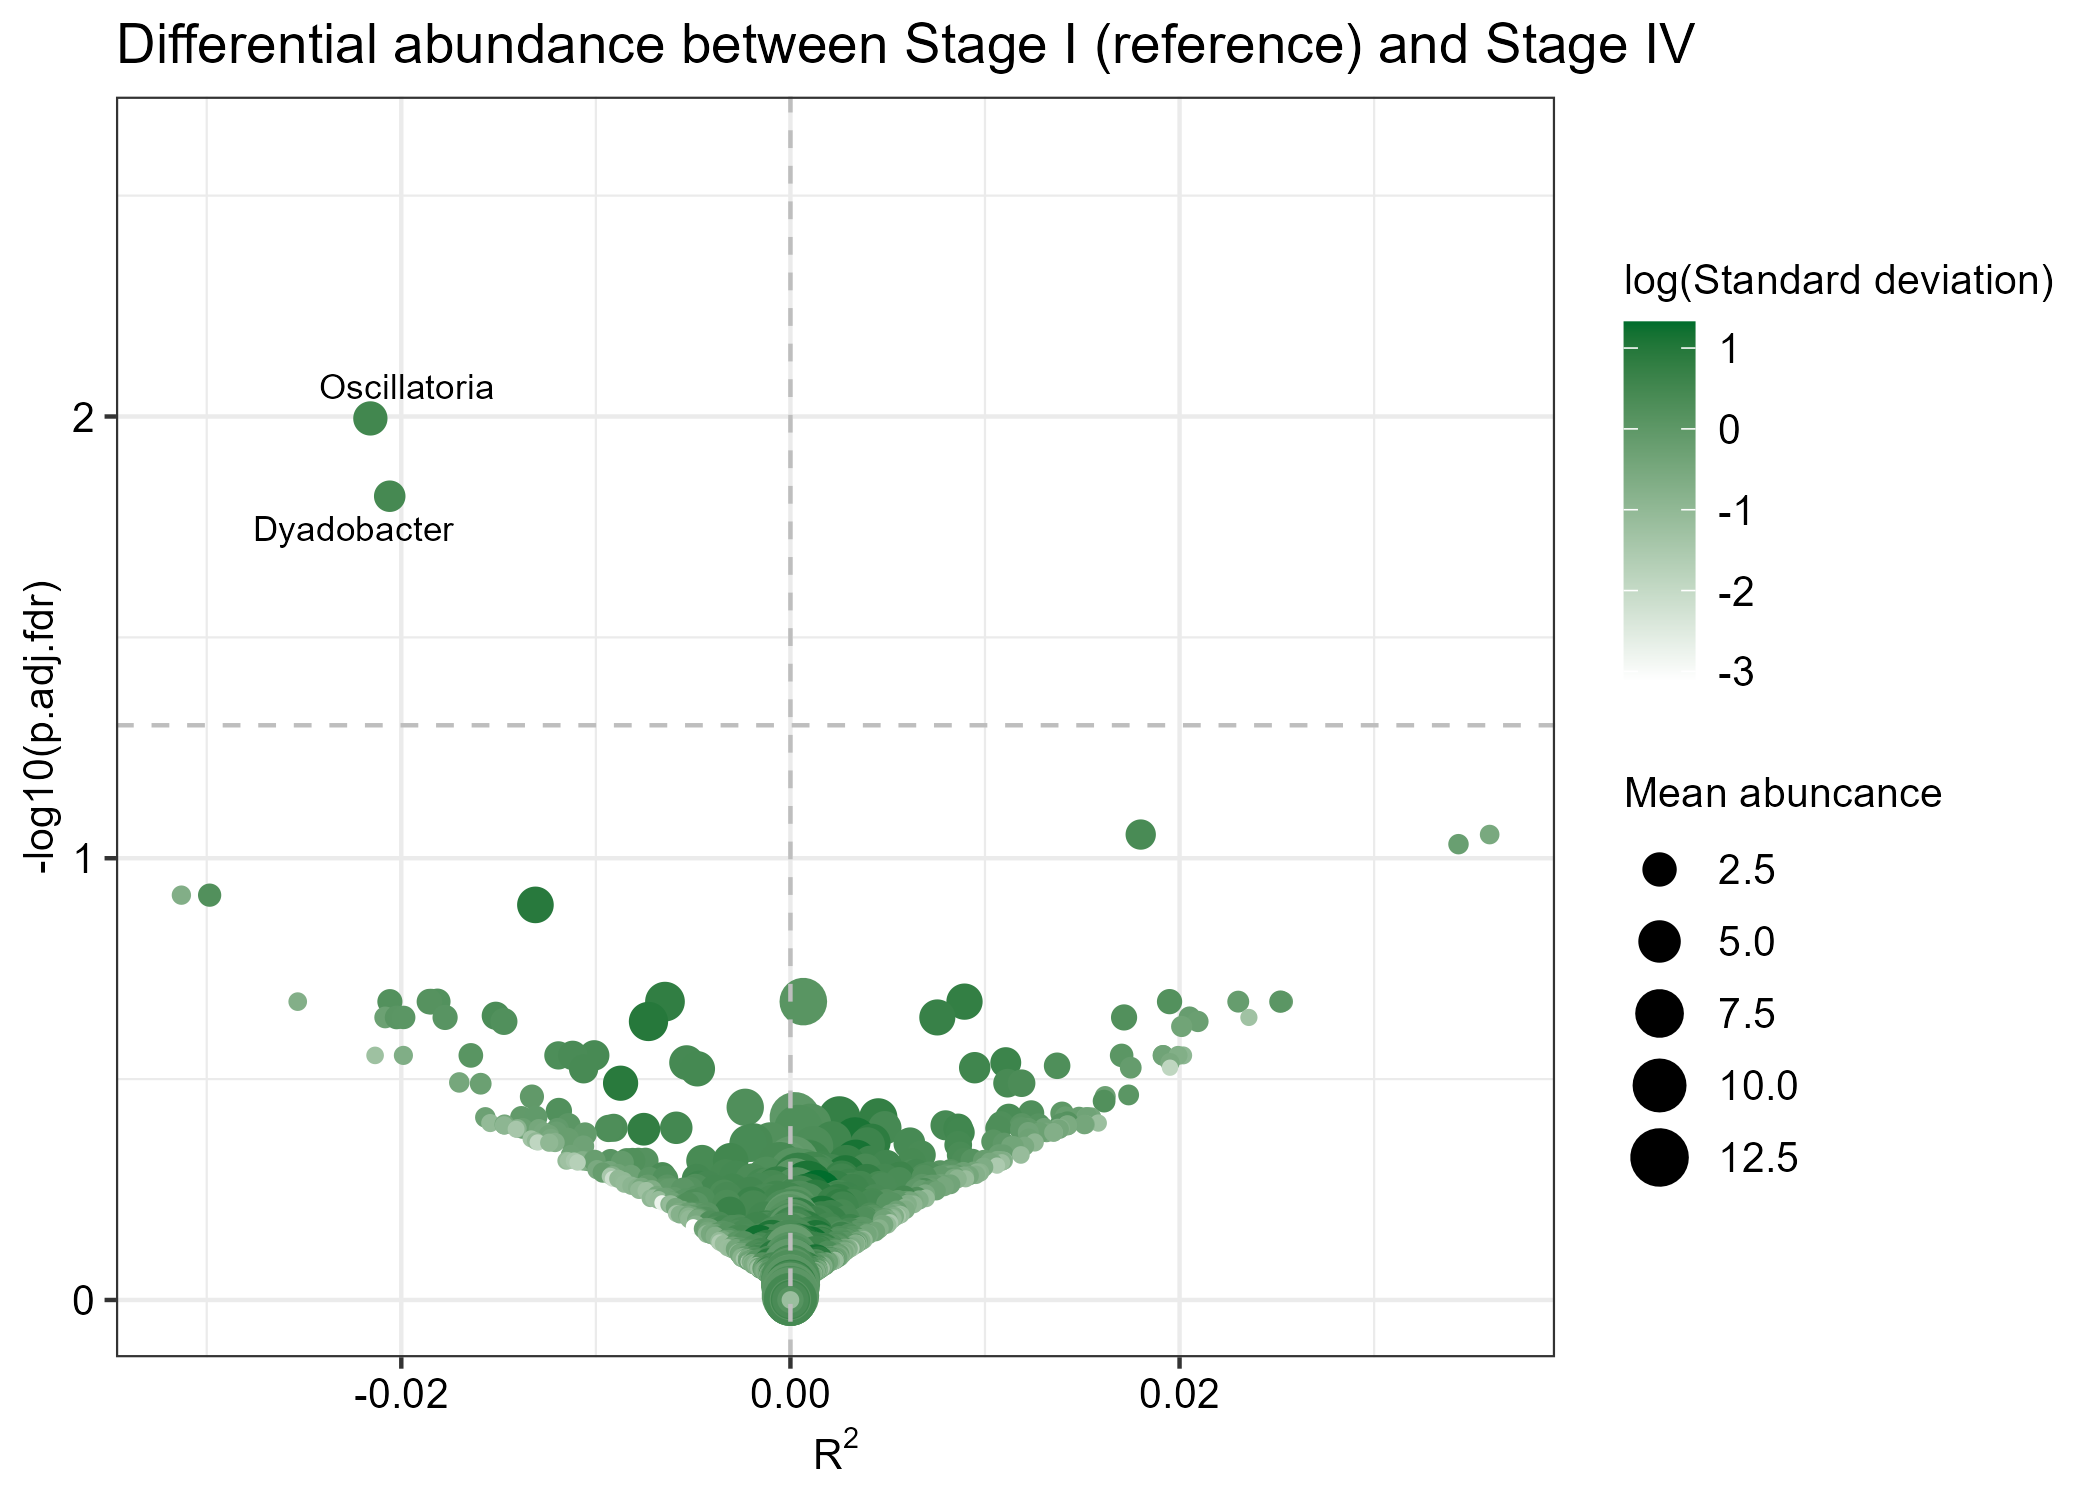 Differential abundance between Stage I (reference) and Stage IV
-log10(p.adj.fdr)
2
1
0
Oscillatoria
Dyadobacter
-0.02
0.00
0.02
R²
log(Standard deviation)
1
0
-1
-2
-3
Mean abuncance
2.5
5.0
7.5
10.0
12.5